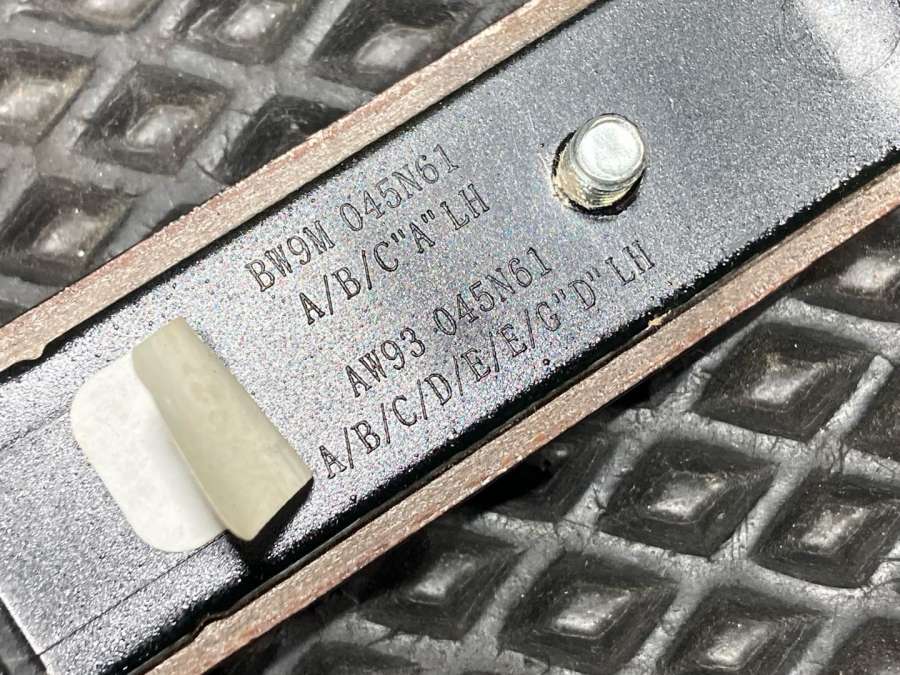 BW9M 045N61
A/B/C"A"LH
AW93 045N61
A/B/C/D/E/E/G"D"LH